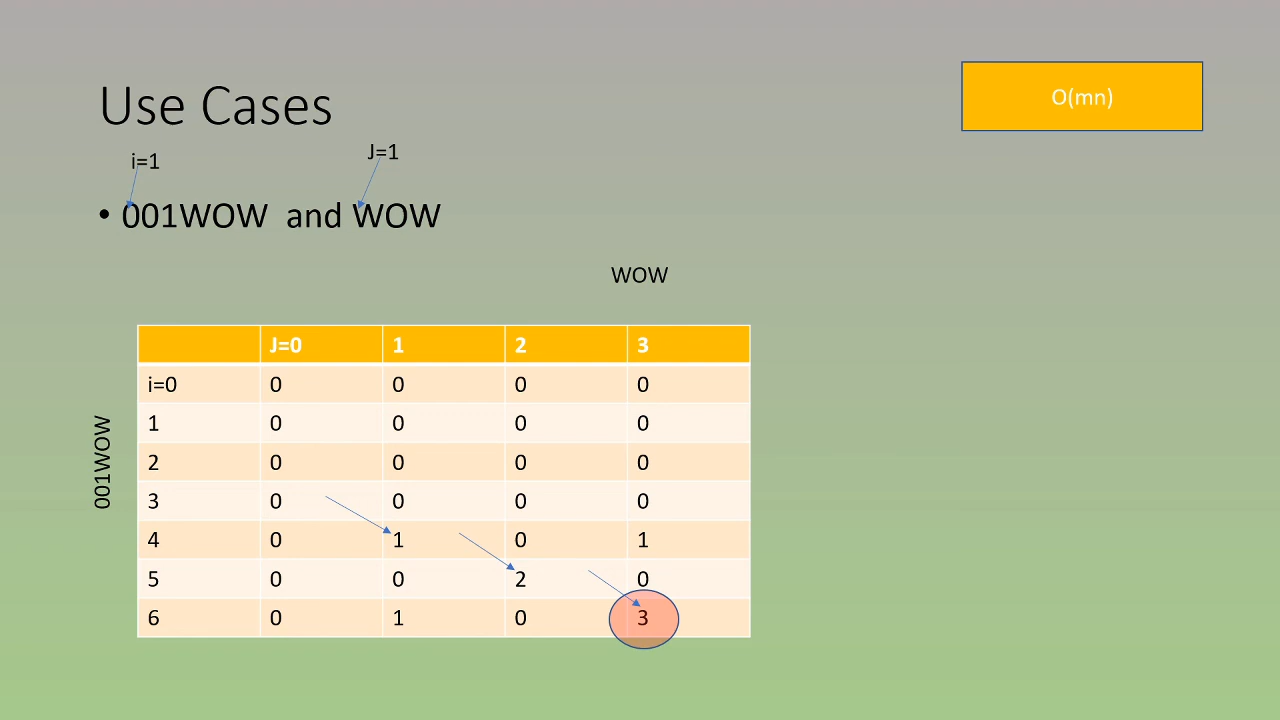 O(mn)
Use Cases
i=1
J=1
• 001WOW and WOW
WOW
001WOW
J=0 1 2 3
i=0 0 0 0 0
1 0 0 0 0
2 0 0 0 0
3 0 0 0 0
4 0 1 0 1
5 0 0 2 0
6 0 1 0 3